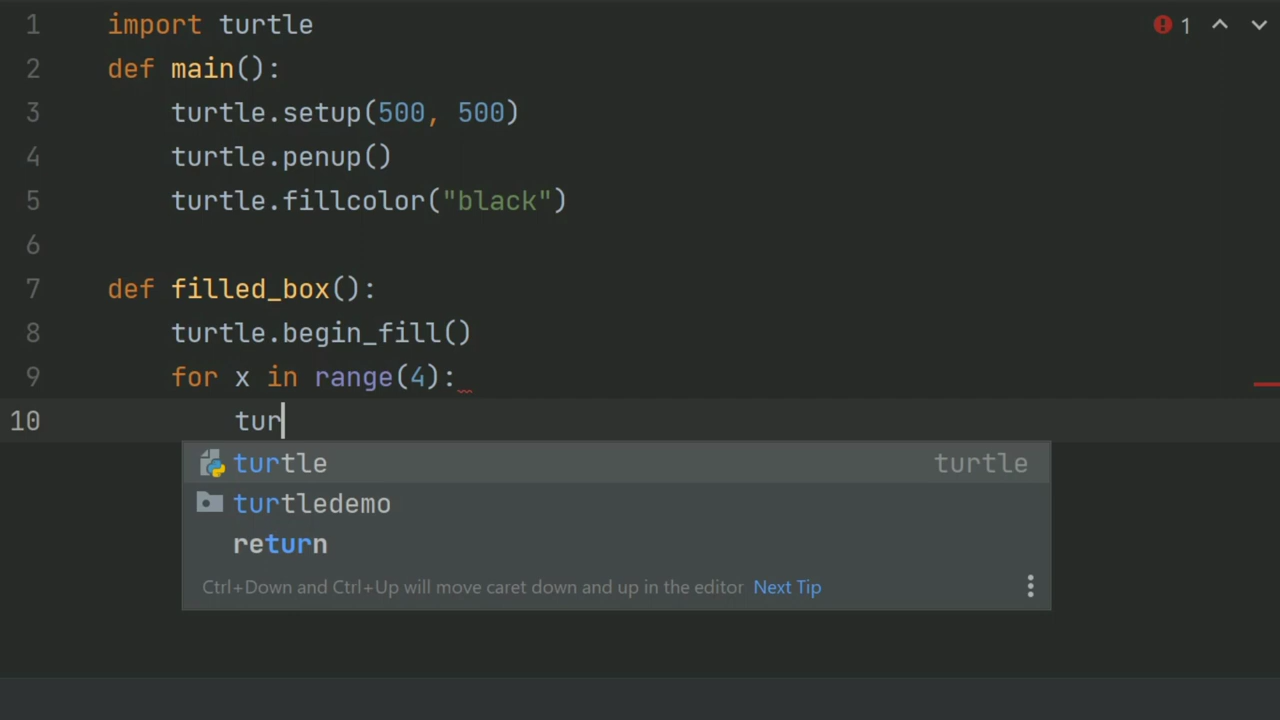 1 import turtle
2 def main():
3 turtle.setup(500, 500)
4 turtle.penup()
5 turtle.fillcolor("black")
6
7 def filled_box():
8 turtle.begin_fill()
9 for x in range(4):
10 tur
turtle turtle
turtledemo
return
Ctrl+Down and Ctrl+Up will move caret down and up in the editor Next Tip
1